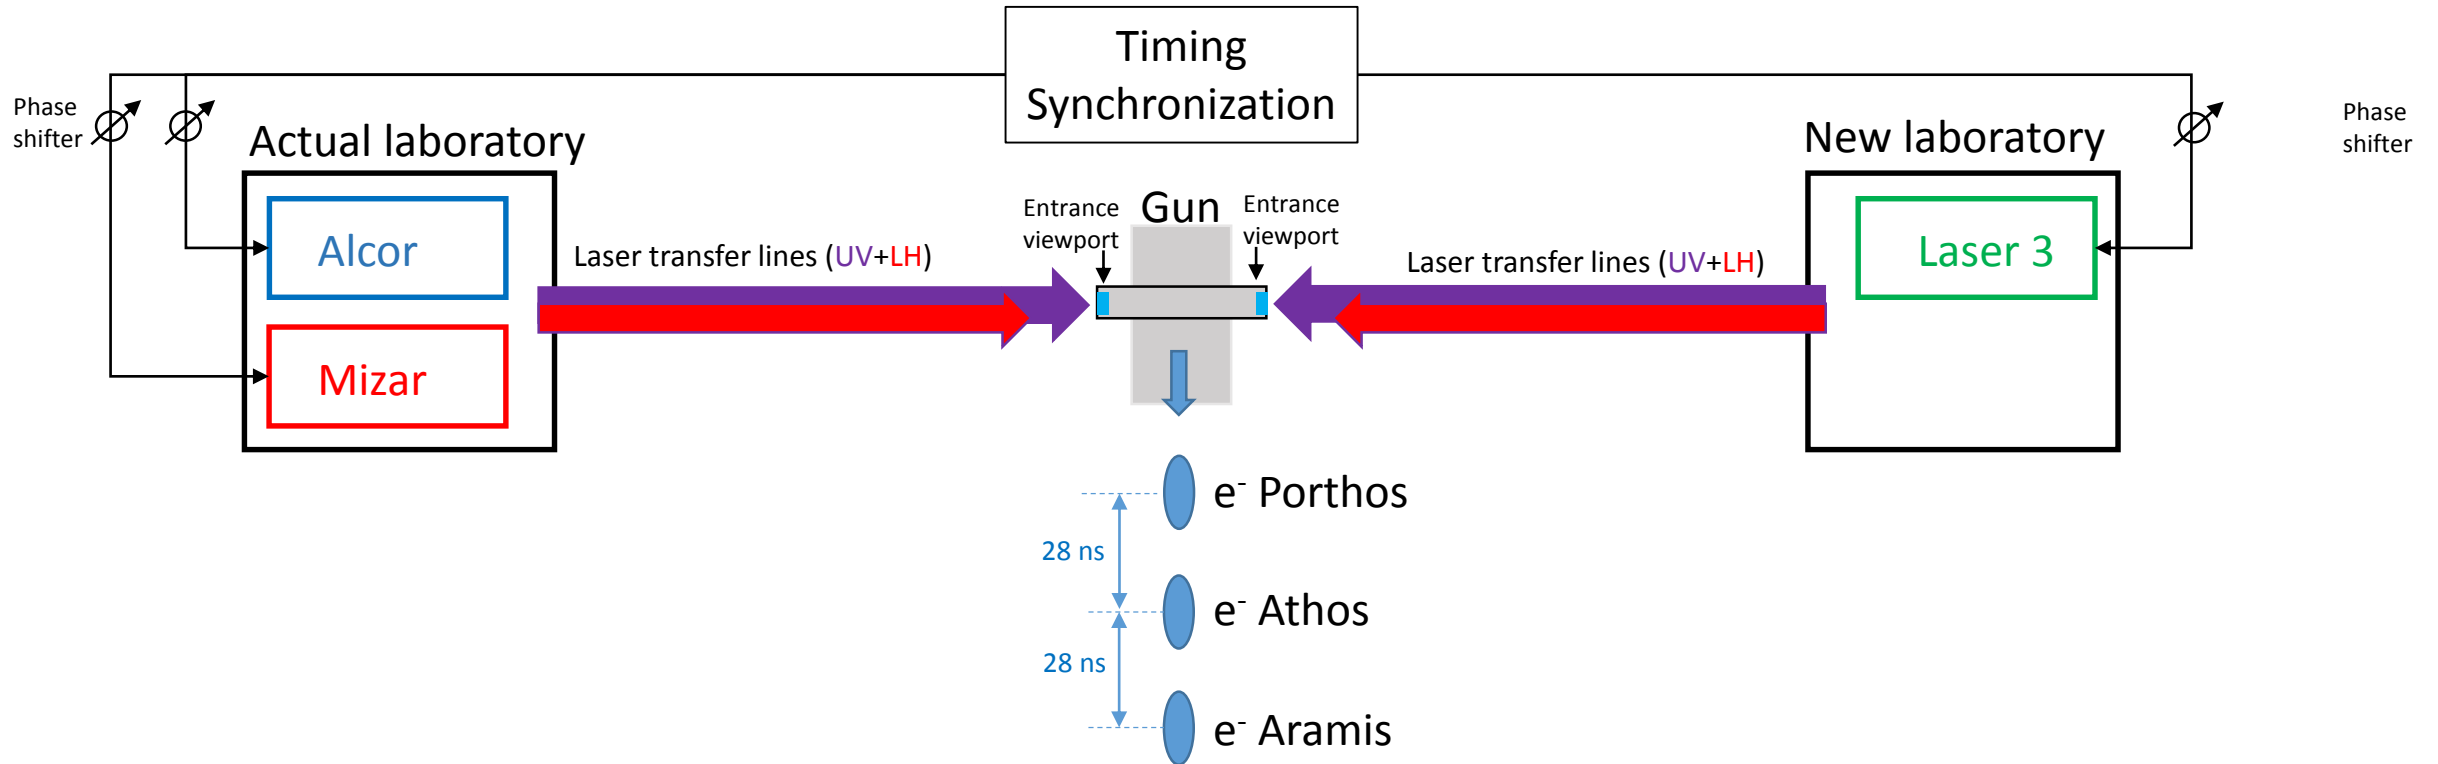 Timing
Synchronization
Phase
shifter
Actual laboratory
New laboratory
Phase
shifter
Entrance
viewport
Gun
Entrance
viewport
Alcor
Laser transfer lines (UV+LH)
Laser transfer lines (UV+LH)
Laser 3
Mizar
e- Porthos
28 ns
e- Athos
28 ns
e- Aramis